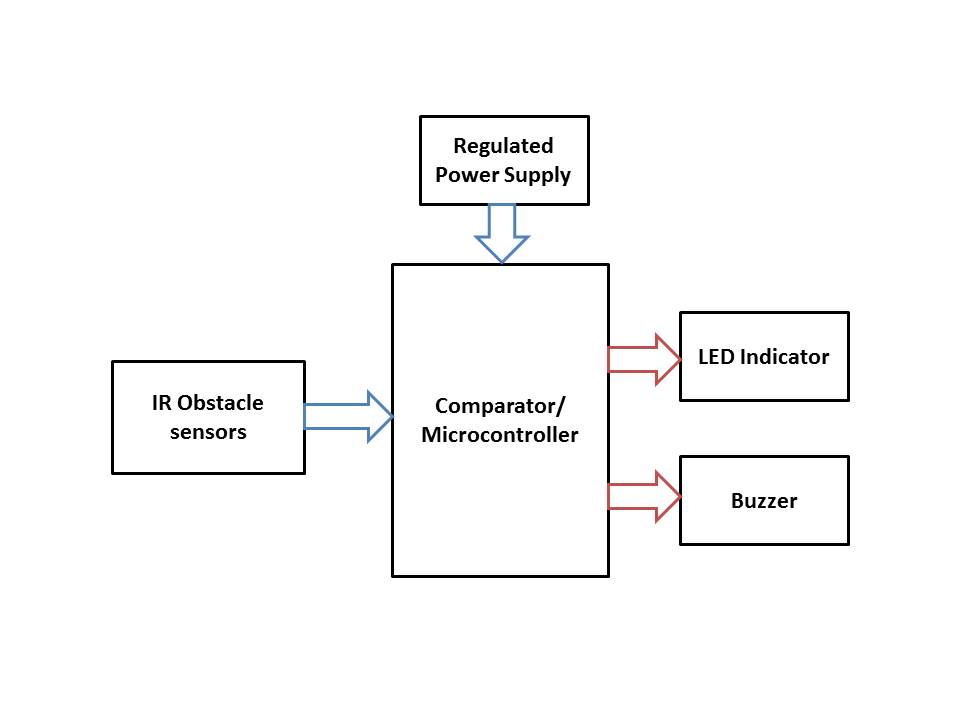 Regulated
Power Supply
LED Indicator
IR Obstacle
sensors
Comparator/
Microcontroller
Buzzer